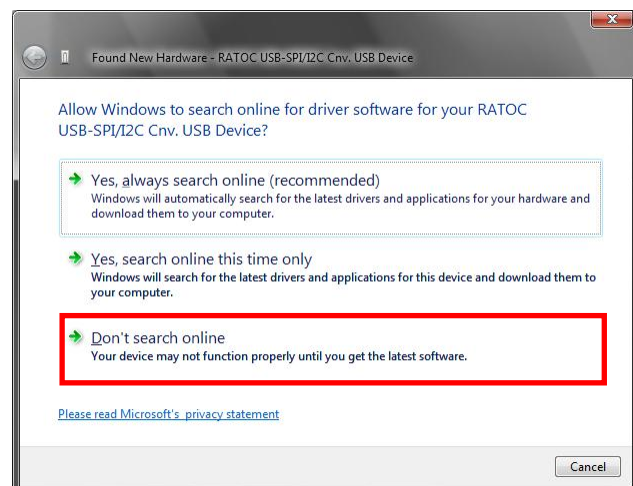 Found New Hardware - RATOC USB-SPI/I2C Cnv. USB Device
Allow Windows to search online for driver software for your RATOC
USB-SPI/I2C Cnv. USB Device?
Yes, always search online (recommended)
Windows will automatically search for the latest drivers and applications for your hardware and
download them to your computer.
Yes, search online this time only
Windows will search for the latest drivers and applications for this device and download them to
your computer.
Don't search online
Your device may not function properly until you get the latest software.
Please read Microsoft's privacy statement
Cancel